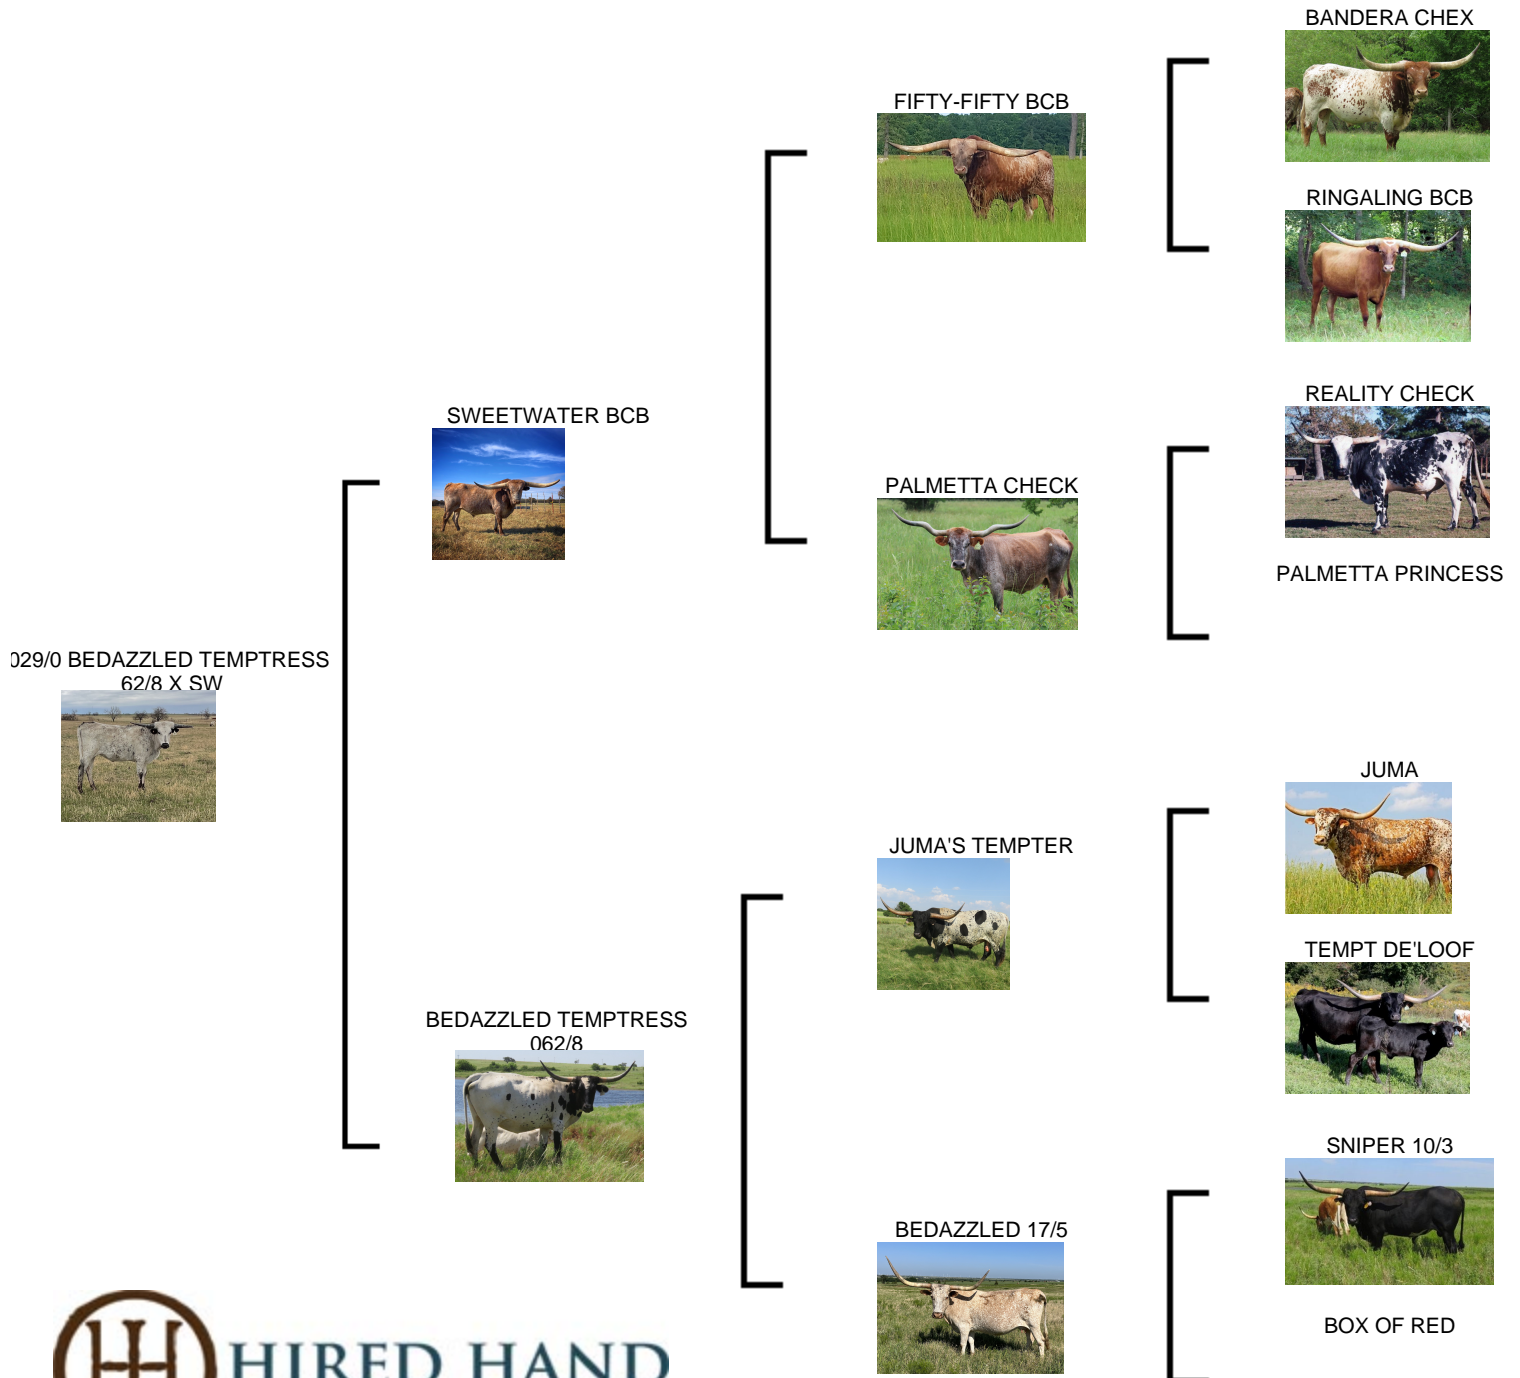 BANDERA CHEX
FIFTY-FIFTY BCB
RINGALING BCB
REALITY CHECK
SWEETWATER BCB
PALMETTA CHECK
PALMETTA PRINCESS
029/0 BEDAZZLED TEMPTRESS
62/8 X SW
JUMA
JUMA'S TEMPTER
TEMPT DE'LOOF
BEDAZZLED TEMPTRESS
062/8
SNIPER 10/3
BEDAZZLED 17/5
BOX OF RED
HIRED HAND